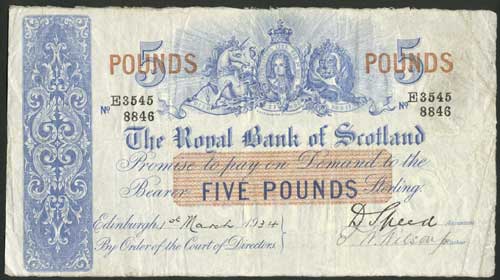 5 5
POUNDS POUNDS
E3545 E3545
No 8846 No 8846
The Royal Bank of Scotland
Promise to pay on Demand to the
Bearer FIVE POUNDS Sterling.
Edinburgh, 1st March 1934
By Order of the Court of Directors
D Speed